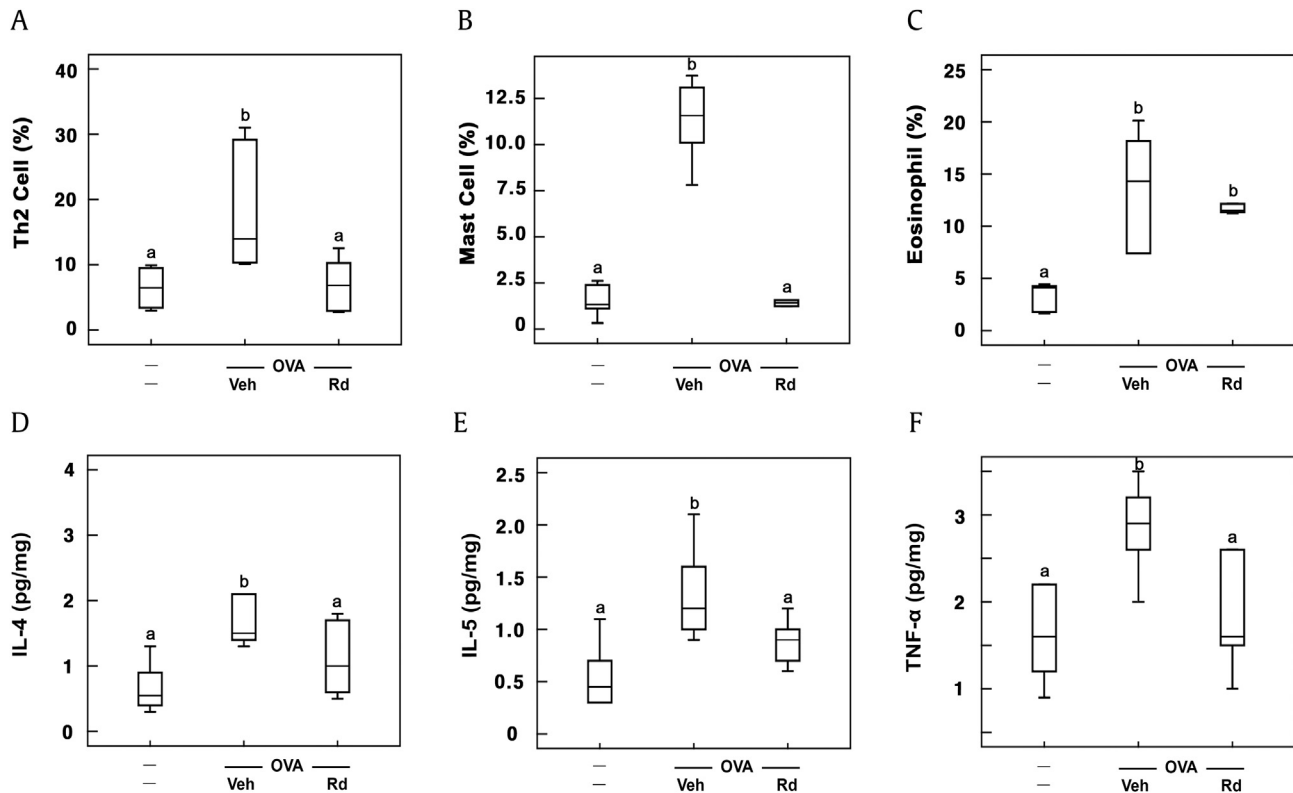 A
Th2 Cell (%)
40
30
20
10
0
a
b
a
– OVA
– Veh Rd
B
Mast Cell (%)
12.5
10.0
7.5
5.0
2.5
0
a
b
a
– OVA
– Veh Rd
C
Eosinophil (%)
25
20
15
10
5
0
a
b
b
– OVA
– Veh Rd
D
IL-4 (pg/mg)
4
3
2
1
0
a
b
a
– OVA
– Veh Rd
E
IL-5 (pg/mg)
2.5
2.0
1.5
1.0
0.5
0
a
b
a
– OVA
– Veh Rd
F
TNF-α (pg/mg)
3
2
1
a
b
a
– OVA
– Veh Rd